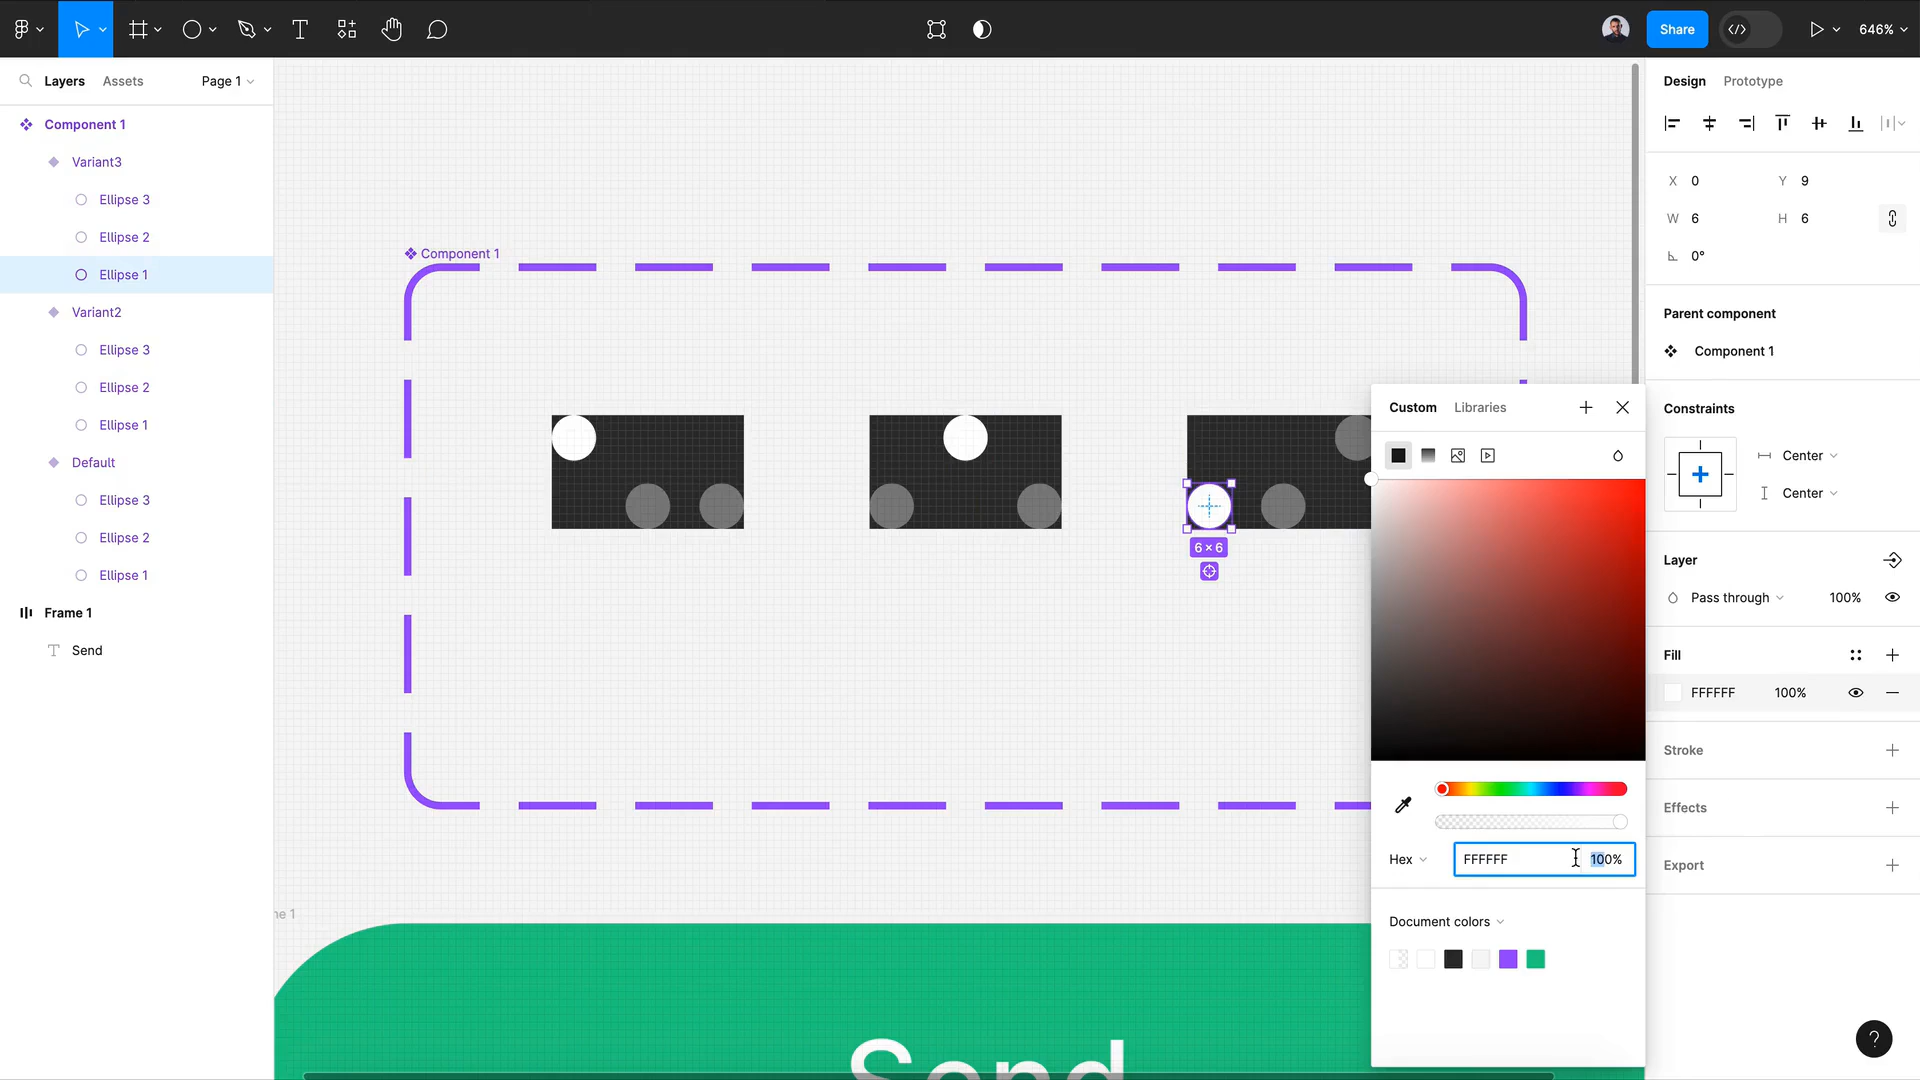 Share
646%
Layers
Assets
Page 1
Component 1
Variant3
Ellipse 3
Ellipse 2
Ellipse 1
Variant2
Ellipse 3
Ellipse 2
Ellipse 1
Default
Ellipse 3
Ellipse 2
Ellipse 1
Frame 1
Send
Component 1
6 × 6
ne 1
Send
Custom
Libraries
Hex
FFFFFF
100%
Document colors
Design
Prototype
X 0
Y 9
W 6
H 6
0°
Parent component
Component 1
Constraints
Center
Center
Layer
Pass through
100%
Fill
FFFFFF
100%
Stroke
Effects
Export
?